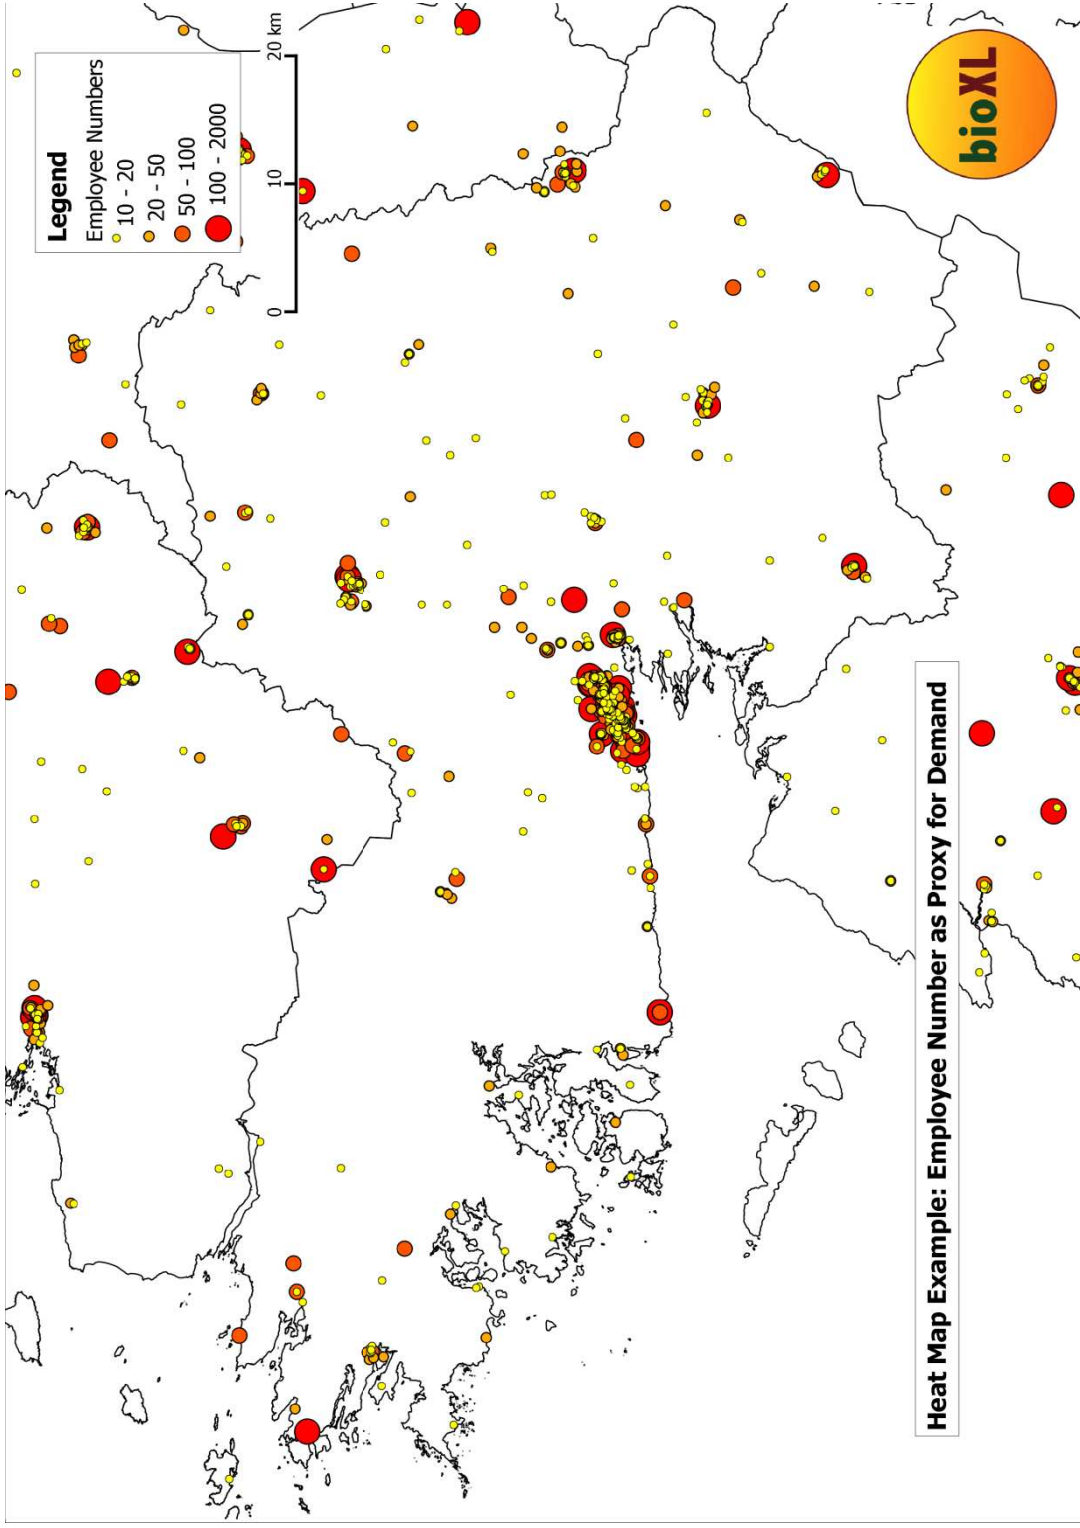 Legend
Employee Numbers
10 - 20
20 - 50
50 - 100
100 - 2000
0 10 20 km
Heat Map Example: Employee Number as Proxy for Demand
bioXL